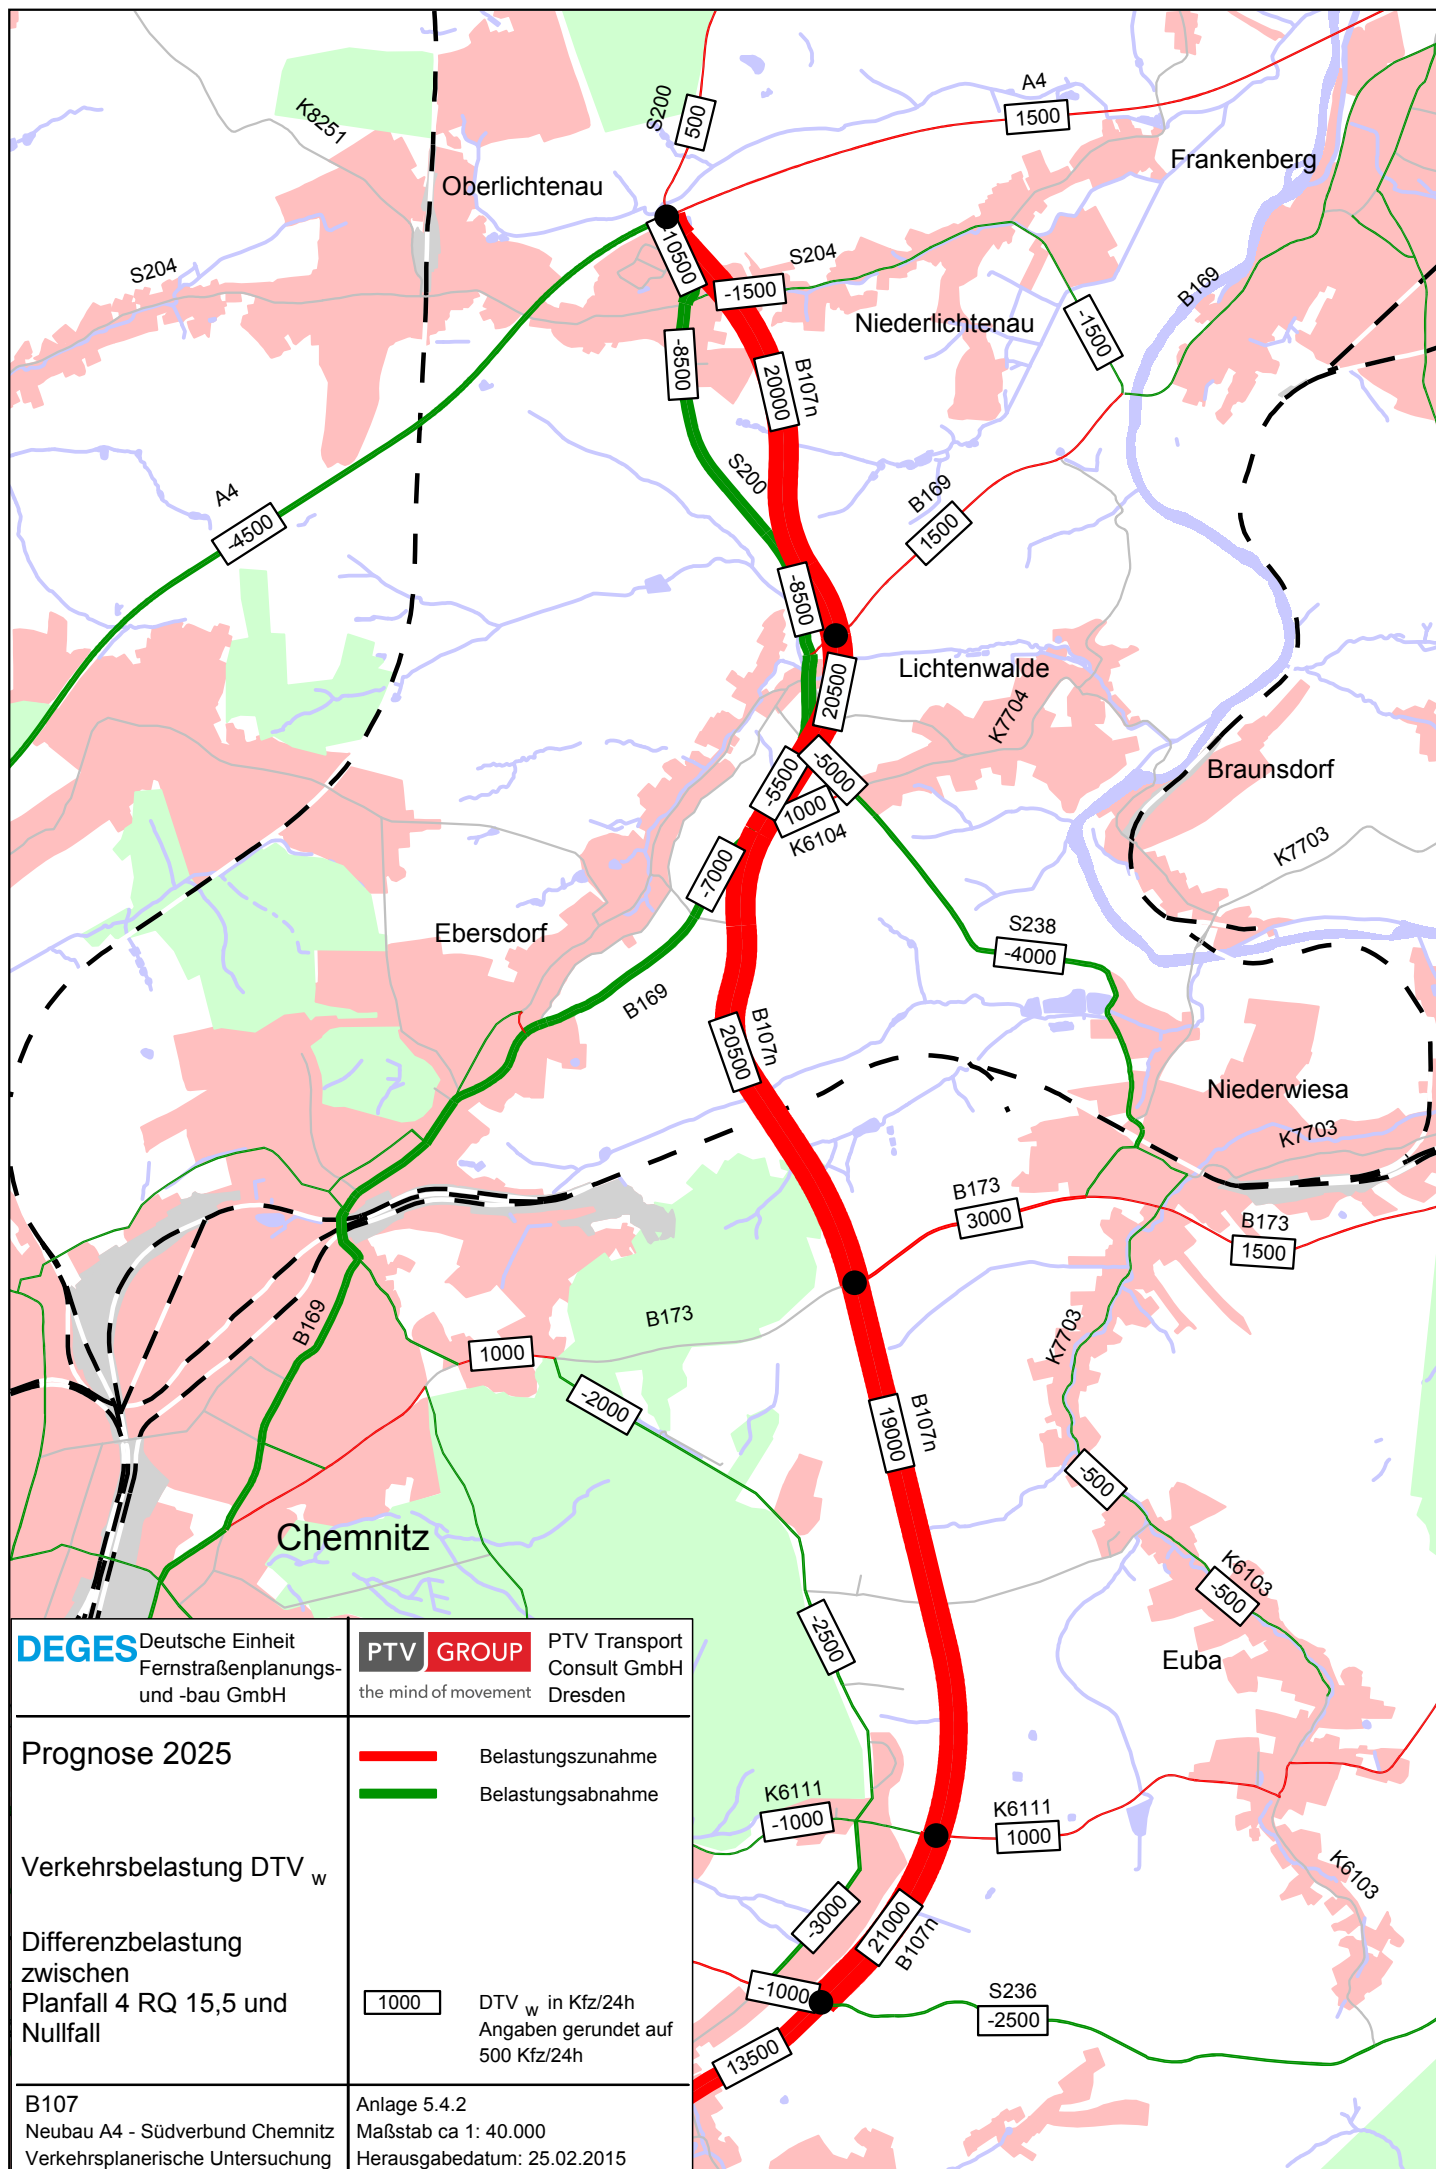 K8251
S200
500
A4
1500
Frankenberg
Oberlichtenau
S204
-10500
S204
-1500
B169
Niederlichtenau
-1500
-8500
20000
B107n
S200
B169
1500
A4
-4500
-8500
Lichtenwalde
20500
K7704
-5000
-5500
1000
K6104
Braunsdorf
K7703
-7000
Ebersdorf
S238
-4000
B169
B107n
20500
Niederwiesa
K7703
B173
3000
B173
1500
B169
B173
1000
K7703
-2000
19000
B107n
-500
Chemnitz
K6103
-500
-2500
Euba
K6111
-1000
K6111
1000
K6103
-3000
21000
B107n
-1000
S236
-2500
13500
DEGES
Deutsche Einheit
Fernstraßenplanungs-
und -bau GmbH
PTV GROUP
the mind of movement
PTV Transport
Consult GmbH
Dresden
Prognose 2025
Belastungszunahme
Belastungsabnahme
Verkehrsbelastung DTV w
Differenzbelastung
zwischen
Planfall 4 RQ 15,5 und
Nullfall
1000
DTV w in Kfz/24h
Angaben gerundet auf
500 Kfz/24h
B107
Neubau A4 - Südverbund Chemnitz
Verkehrsplanerische Untersuchung
Anlage 5.4.2
Maßstab ca 1: 40.000
Herausgabedatum: 25.02.2015